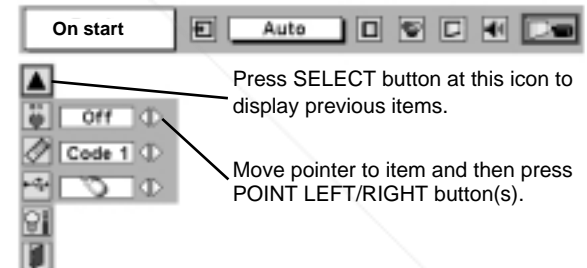 On start
Auto
Press SELECT button at this icon to
display previous items.
Off
Code 1
Move pointer to item and then press
POINT LEFT/RIGHT button(s).